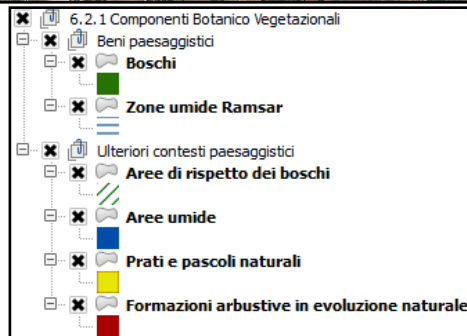 6.2.1 Componenti Botanico Vegetazionali
Beni paesaggistici
Boschi
Zone umide Ramsar
Ulteriori contesti paesaggistici
Aree di rispetto dei boschi
Aree umide
Prati e pascoli naturali
Formazioni arbustive in evoluzione naturale